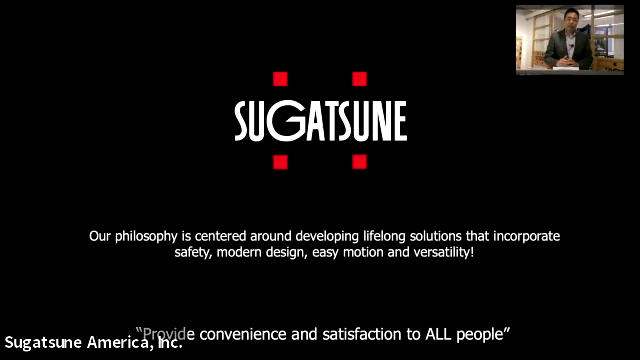 SUGATSUNE
Our philosophy is centered around developing lifelong solutions that incorporate
safety, modern design, easy motion and versatility!
“Provide convenience and satisfaction to ALL people”
Sugatsune America, Inc.